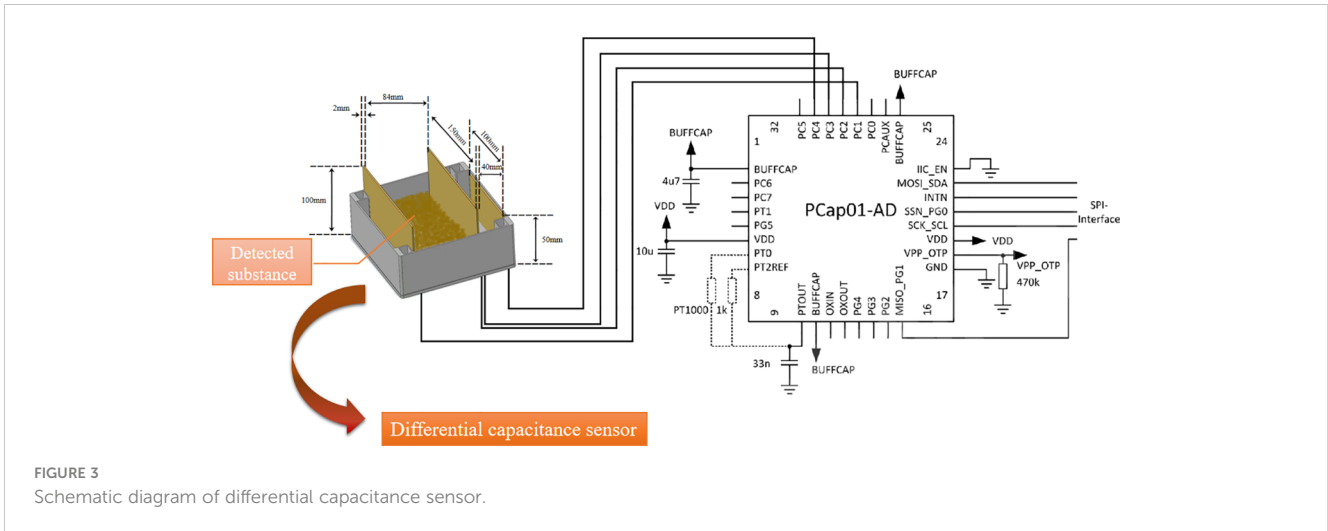 84mm
2mm
150mm
100mm
40mm
100mm
50mm
Detected
substance
Differential capacitance sensor
BUFFCAP
4u7
VDD
10u
PT1000
1k
33n
BUFFCAP
BUFFCAP
32
PC5
PC4
PC3
PC2
PC1
PC0
PCAUX
BUFFCAP
25
1
24
BUFFCAP
PC6
PC7
PT1
PG5
VDD
PT0
PT2REF
8
9
PCap01-AD
IIC_EN
MOSI_SDA
INTN
SSN_PG0
SCK_SCL
VDD
VPP_OTP
GND
17
16
PTOUT
BUFFCAP
OXIN
OXOUT
PG4
PG3
PG2
MISO_PG1
SPI-
Interface
VDD
VPP_OTP
470k
FIGURE 3
Schematic diagram of differential capacitance sensor.